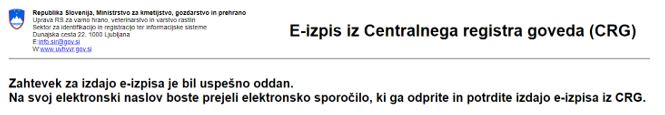 Republika Slovenija, Ministrstvo za kmetijstvo, gozdarstvo in prehrano
Uprava RS za varno hrano, veterinarstvo in varstvo rastlin
Sektor za identifikacijo in registracijo ter informacijske sisteme
Dunajska cesta 22, 1000 Ljubljana
E:info.sir@gov.si
W:www.uvhvvr.gov.si
E-izpis iz Centralnega registra goveda (CRG)
Zahtevek za izdajo e-izpisa je bil uspešno oddan.
Na svoj elektronski naslov boste prejeli elektronsko sporočilo, ki ga odprite in potrdite izdajo e-izpisa iz CRG.